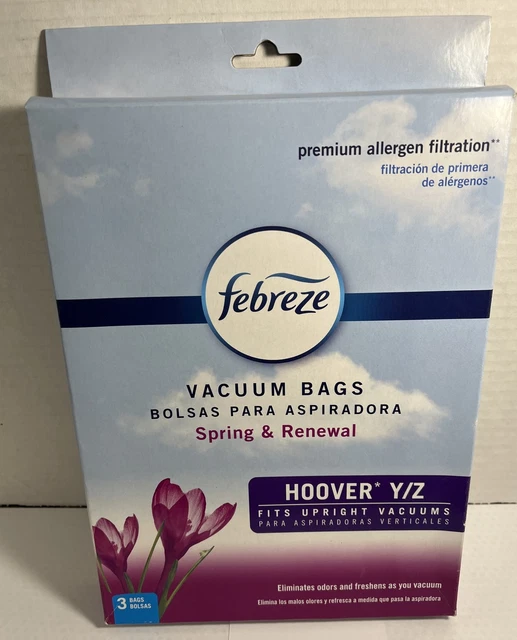 premium allergen filtration**
filtración de primera
de alérgenos**
febreze
VACUUM BAGS
BOLSAS PARA ASPIRADORA
Spring & Renewal
HOOVER* Y/Z
FITS UPRIGHT VACUUMS
PARA ASPIRADORAS VERTICALES
Eliminates odors and freshens as you vacuum
Elimina los malos olores y refresca a medida que pasa la aspiradora
3 BAGS
BOLSAS